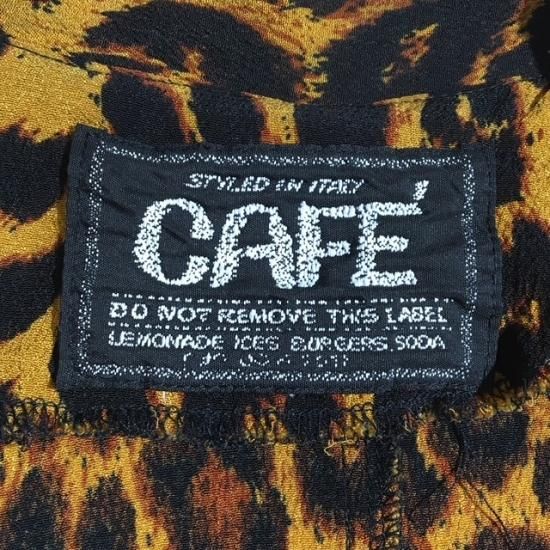 STYLED IN ITALY
CAFÉ
DO NOT REMOVE THIS LABEL
LEMONADE ICES BURGERS. SODA